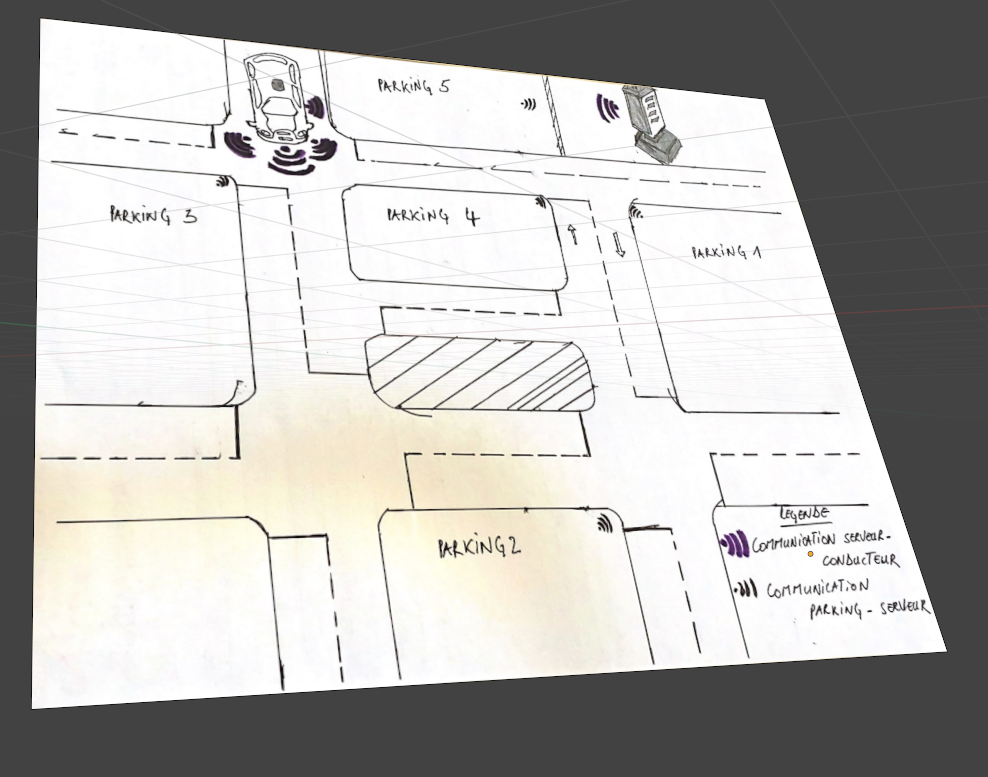 PARKING 5
PARKING 3
PARKING 4
PARKING 1
PARKING 2
LEGENDE
COMMUNICATION SERVEUR-
CONDUCTEUR
COMMUNICATION
PARKING - SERVEUR